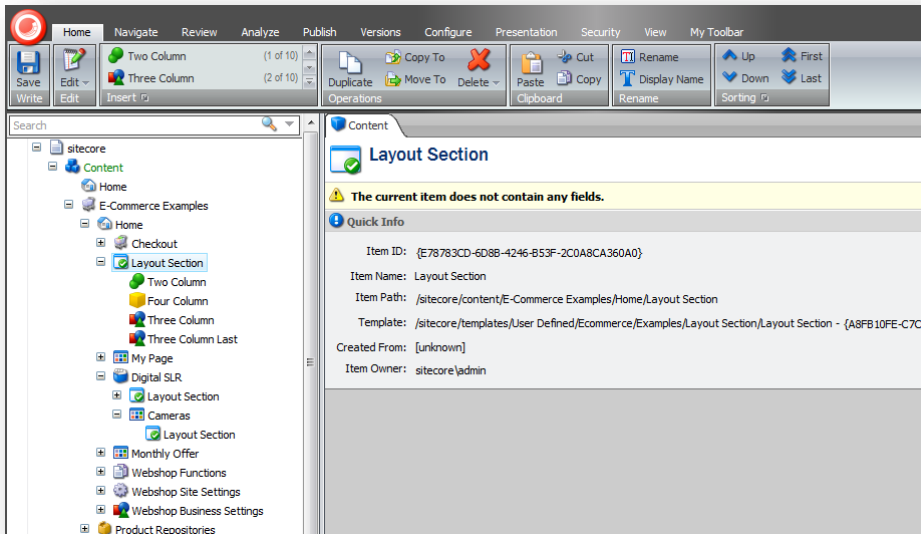 Home Navigate Review Analyze Publish Versions Configure Presentation Security View My Toolbar
Save
Write
Edit
Edit
Two Column (1 of 10)
Three Column (2 of 10)
Insert
Duplicate
Copy To
Move To
Delete
Operations
Paste
Cut
Copy
Clipboard
Rename
Display Name
Rename
Up First
Down Last
Sorting
Search
sitecore
Content
Home
E-Commerce Examples
Home
Checkout
Layout Section
Two Column
Four Column
Three Column
Three Column Last
My Page
Digital SLR
Layout Section
Cameras
Layout Section
Monthly Offer
Webshop Functions
Webshop Site Settings
Webshop Business Settings
Product Repositories
Content
Layout Section
The current item does not contain any fields.
Quick Info
Item ID: {E78783CD-6D8B-4246-B53F-2C0A8CA360A0}
Item Name: Layout Section
Item Path: /sitecore/content/E-Commerce Examples/Home/Layout Section
Template: /sitecore/templates/User Defined/Ecommerce/Examples/Layout Section/Layout Section - {A8FB10FE-C7C
Created From: [unknown]
Item Owner: sitecore\admin